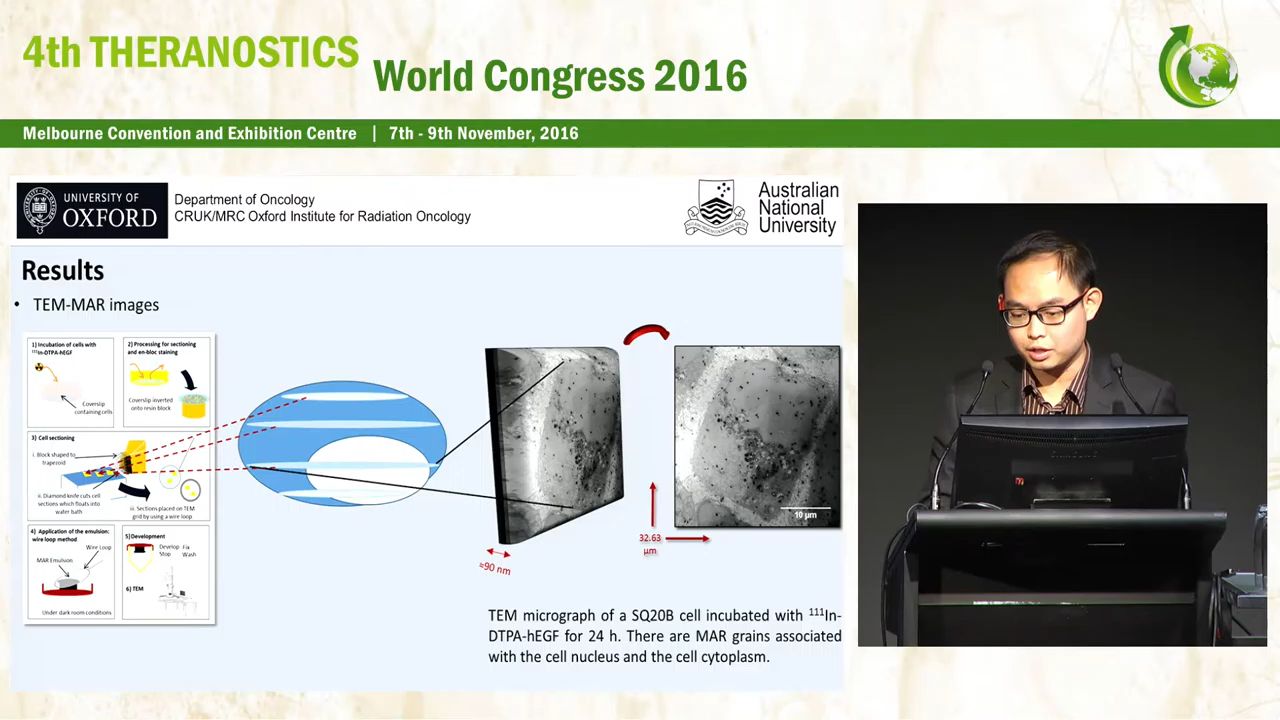 4th THERANOSTICS
World Congress 2016
Melbourne Convention and Exhibition Centre | 7th - 9th November, 2016
UNIVERSITY OF
OXFORD
Department of Oncology
CRUK/MRC Oxford Institute for Radiation Oncology
Australian
National
University
Results
• TEM-MAR images
1) Incubation of cells with
¹¹¹In-DTPA-hEGF
Coverslip
containing cells
2) Processing for sectioning
and en-bloc staining
Coverslip inverted
onto resin block
3) Cell sectioning
i. Block shaped to
trapezoid
ii. Diamond knife cuts cell
sections which floats into
water bath
iii. Sections placed on TEM
grid by using a wire loop
4) Application of the emulsion:
wire loop method
Wire Loop
MAR Emulsion
Under dark room conditions
5)Development
Develop
Stop
Fix
Wash
6) TEM
≈90 nm
32.63
µm
10 µm
TEM micrograph of a SQ20B cell incubated with ¹¹¹In-
DTPA-hEGF for 24 h. There are MAR grains associated
with the cell nucleus and the cell cytoplasm.
SAMSUNG